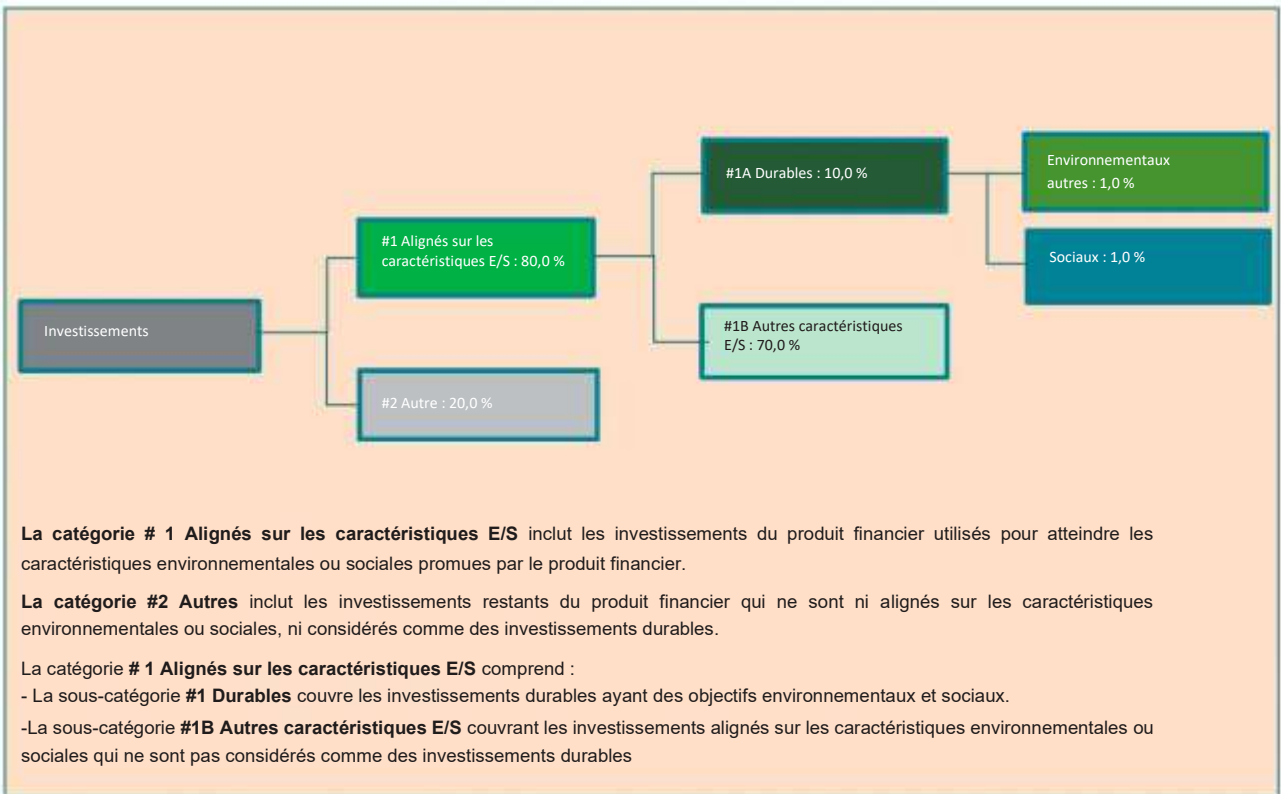 Investissements
#1 Alignés sur les
caractéristiques E/S : 80,0 %
#2 Autre : 20,0 %
#1A Durables : 10,0 %
#1B Autres caractéristiques
E/S : 70,0 %
Environnementaux
autres : 1,0 %
Sociaux : 1,0 %
La catégorie # 1 Alignés sur les caractéristiques E/S inclut les investissements du produit financier utilisés pour atteindre les
caractéristiques environnementales ou sociales promues par le produit financier.
La catégorie #2 Autres inclut les investissements restants du produit financier qui ne sont ni alignés sur les caractéristiques
environnementales ou sociales, ni considérés comme des investissements durables.
La catégorie # 1 Alignés sur les caractéristiques E/S comprend :
- La sous-catégorie #1 Durables couvre les investissements durables ayant des objectifs environnementaux et sociaux.
-La sous-catégorie #1B Autres caractéristiques E/S couvrant les investissements alignés sur les caractéristiques environnementales ou
sociales qui ne sont pas considérés comme des investissements durables